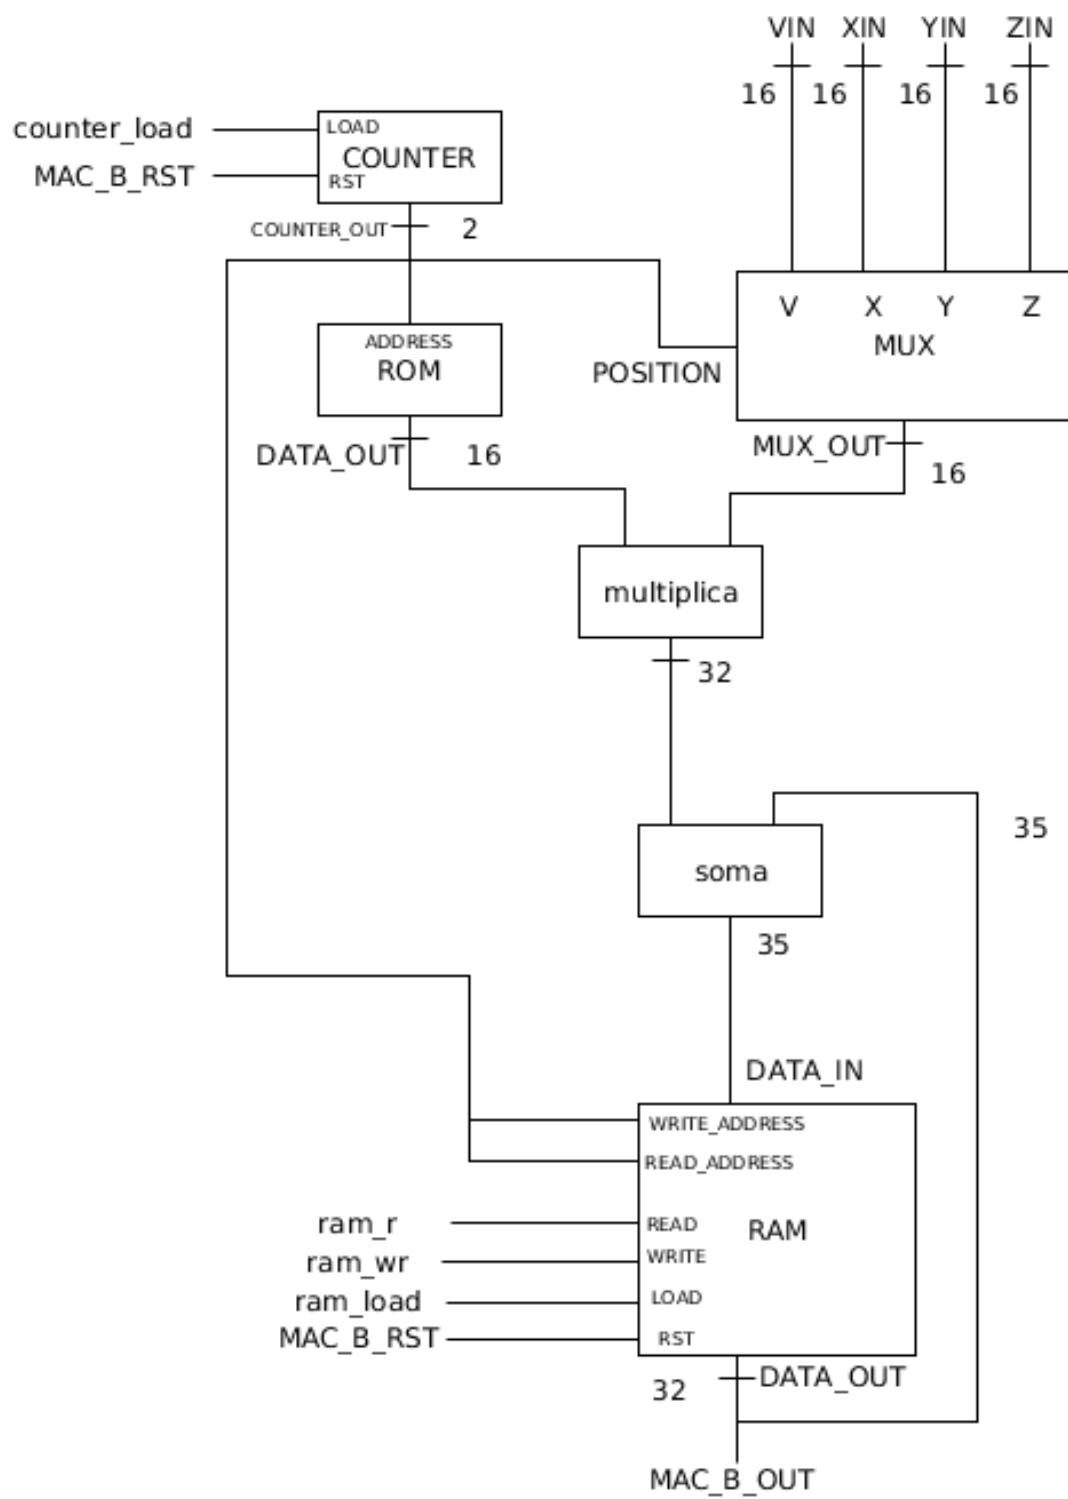 VIN XIN YIN ZIN
16 16 16 16
counter_load
LOAD
COUNTER
MAC_B_RST
RST
COUNTER_OUT
2
V X Y Z
MUX
ADDRESS
ROM
POSITION
DATA_OUT
16
MUX_OUT
16
multiplica
32
35
soma
35
DATA_IN
WRITE_ADDRESS
READ_ADDRESS
ram_r
READ
RAM
ram_wr
WRITE
ram_load
LOAD
MAC_B_RST
RST
32
DATA_OUT
MAC_B_OUT